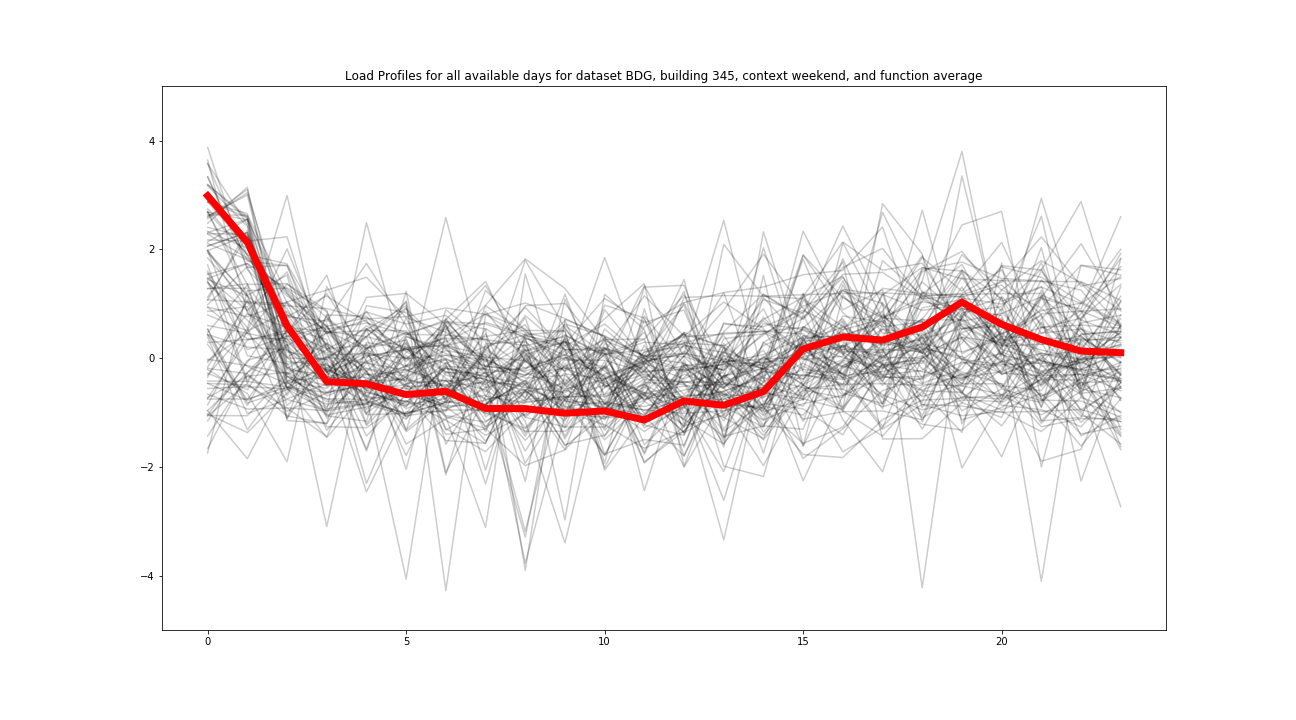 Load Profiles for all available days for dataset BDG, building 345, context weekend, and function average
4
2
0
−2
−4
0 5 10 15 20